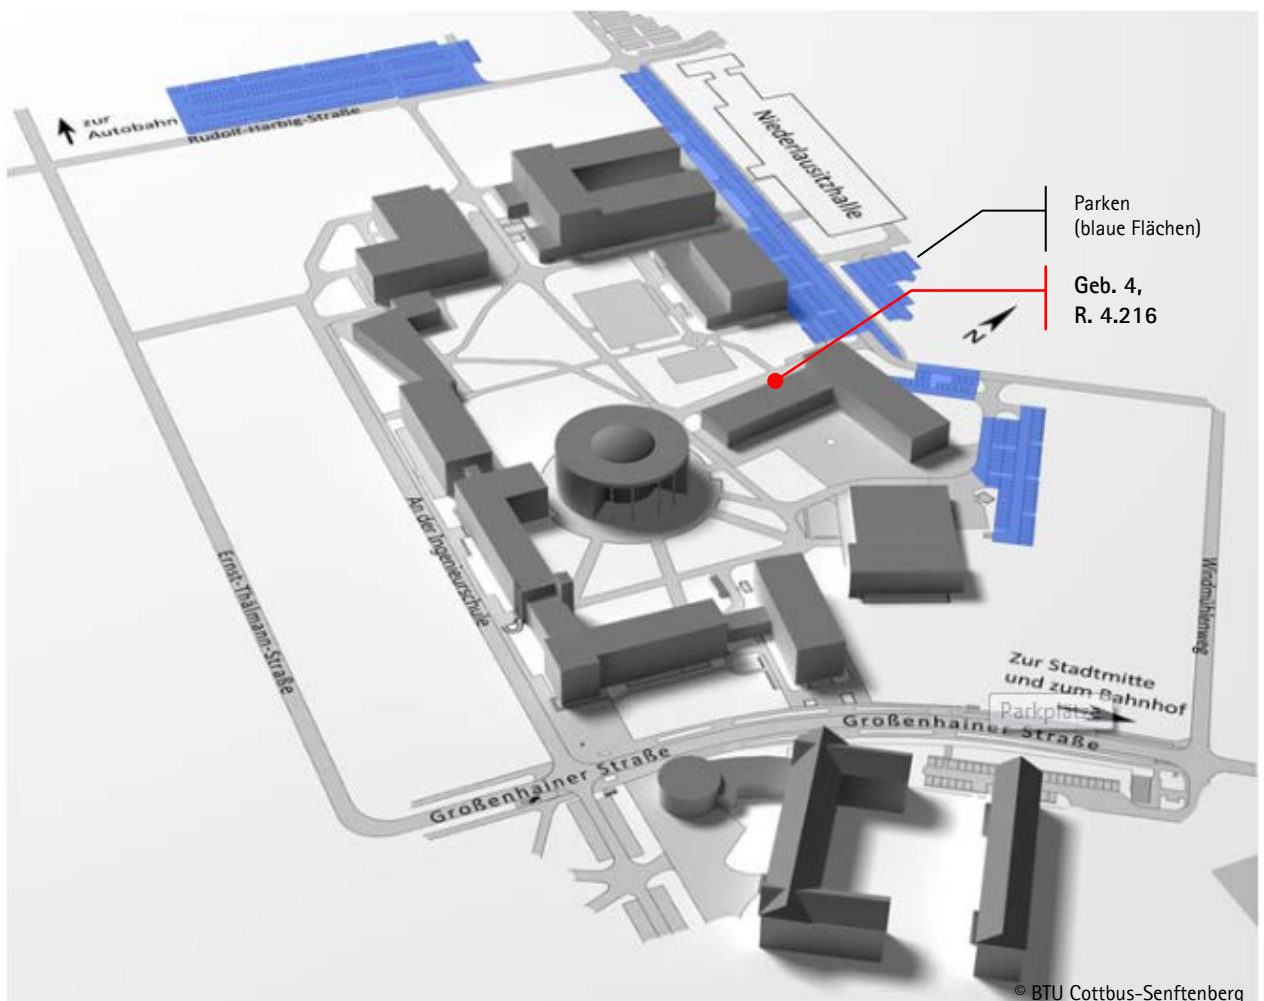 zur
Autobahn
Rudolf-Harbig-Straße
Niederlausitzhalle
Parken
(blaue Flächen)
Geb. 4,
R. 4.216
N
An der Ingenieurschule
Ernst-Thälmann-Straße
Windmühlenweg
Zur Stadtmitte
und zum Bahnhof
Parkplätze
Großenhainer Straße
Großenhainer Straße
© BTU Cottbus-Senftenberg